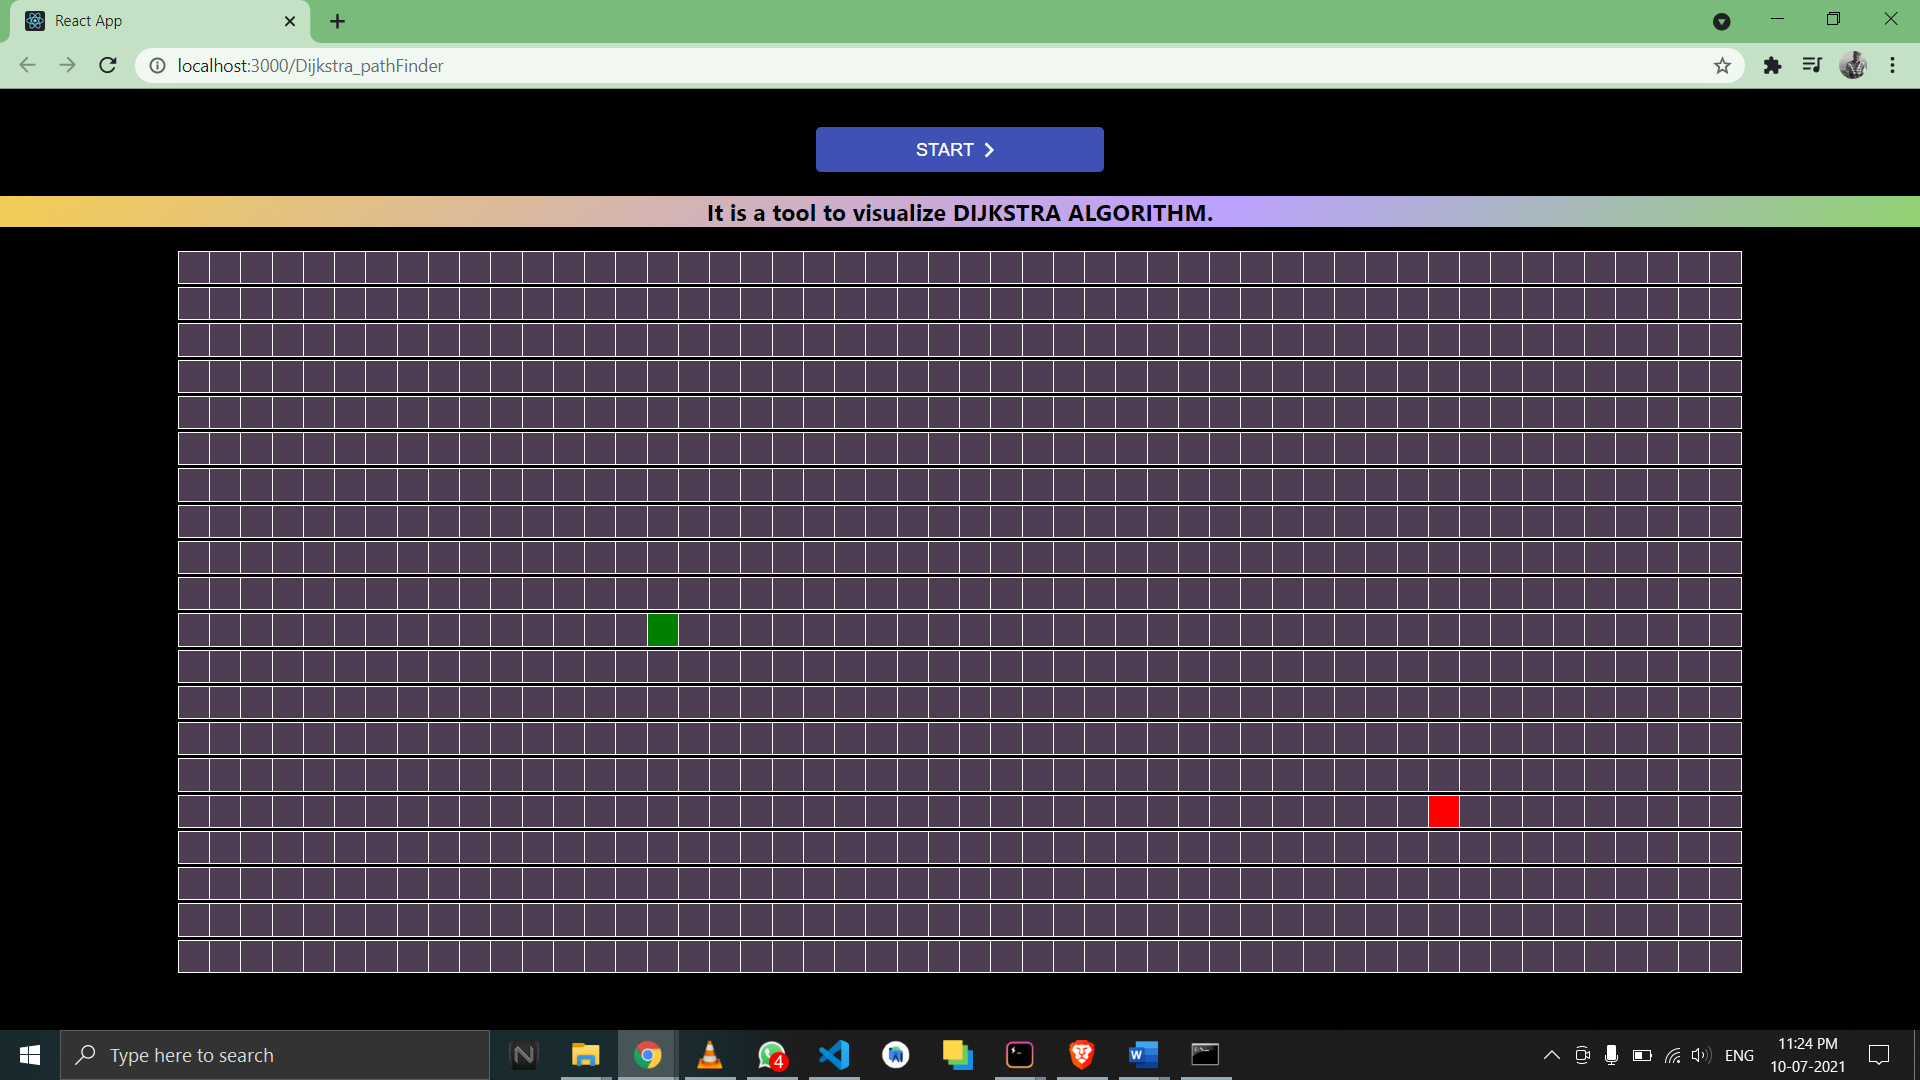 React App
localhost:3000/Dijkstra_pathFinder
START
It is a tool to visualize DIJKSTRA ALGORITHM.
Type here to search
N
4
W
ENG
11:24 PM
10-07-2021